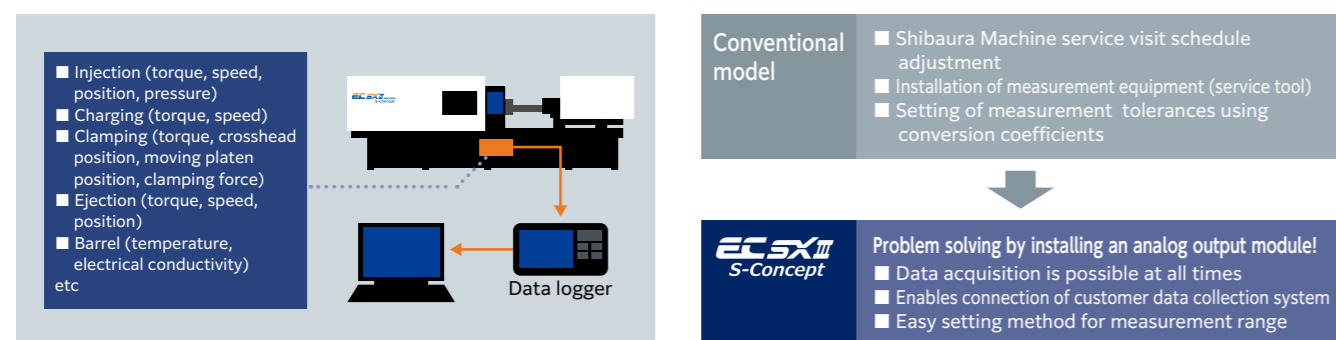 ■ Injection (torque, speed,
position, pressure)
■ Charging (torque, speed)
■ Clamping (torque, crosshead
position, moving platen
position, clamping force)
■ Ejection (torque, speed,
position)
■ Barrel (temperature,
electrical conductivity)
etc
S-Concept
Data logger
Conventional
model
■ Shibaura Machine service visit schedule
adjustment
■ Installation of measurement equipment (service tool)
■ Setting of measurement tolerances using
conversion coefficients
EC SXIII
S-Concept
Problem solving by installing an analog output module!
■ Data acquisition is possible at all times
■ Enables connection of customer data collection system
■ Easy setting method for measurement range